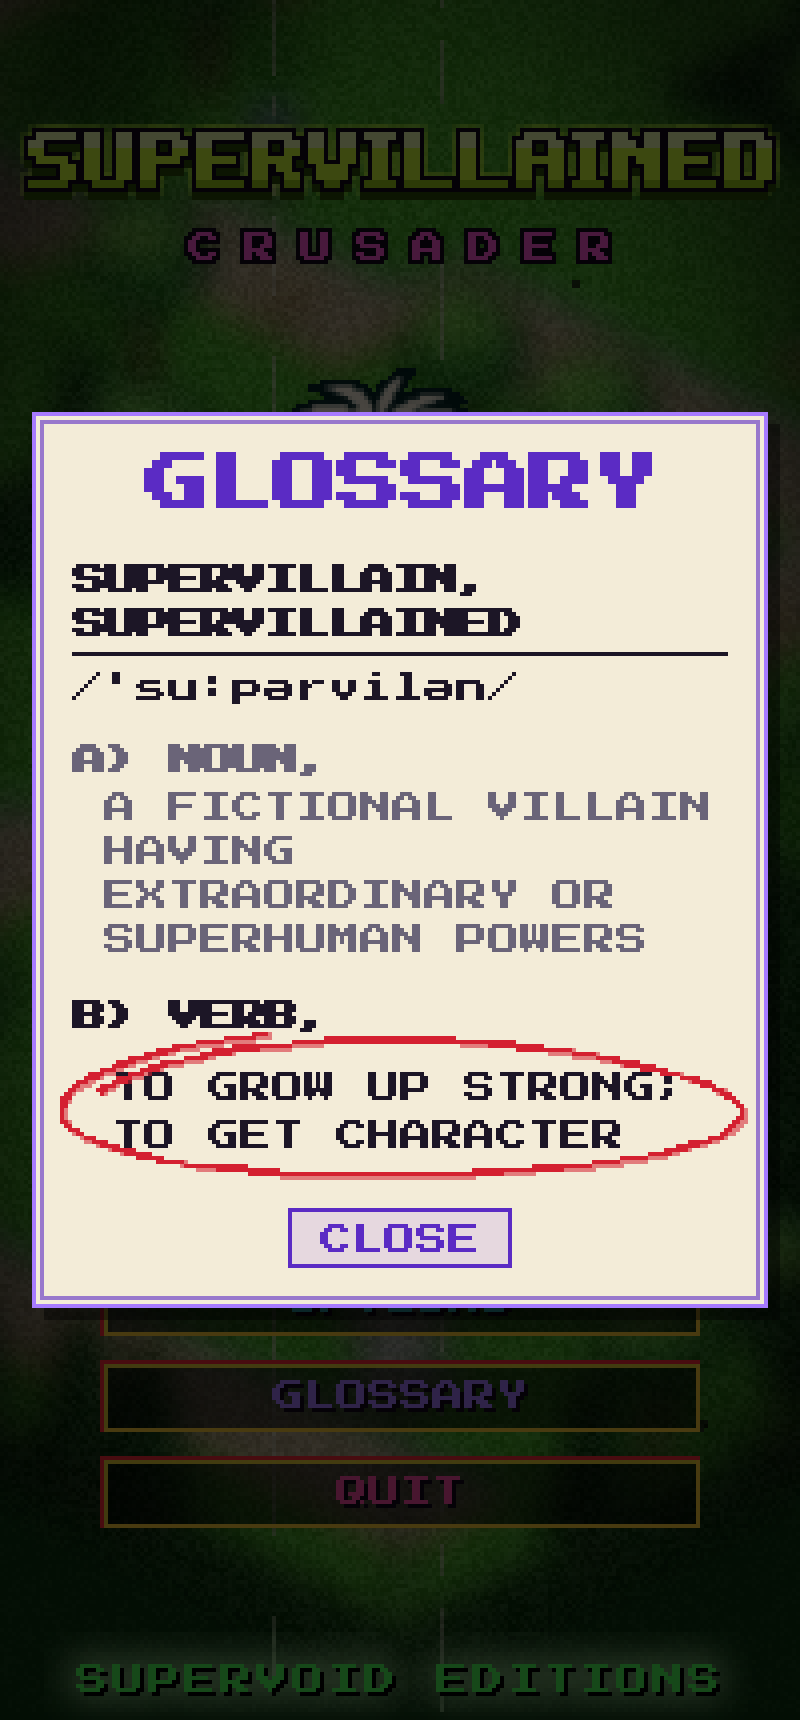 SUPERVILLAINED
CRUSADER
GLOSSARY
SUPERVILLAIN,
SUPERVILLAINED
/'su:pərvilən/
A) NOUN,
A FICTIONAL VILLAIN
HAVING
EXTRAORDINARY OR
SUPERHUMAN POWERS
B) VERB,
TO GROW UP STRONG;
TO GET CHARACTER
CLOSE
GLOSSARY
QUIT
SUPERVOID EDITIONS